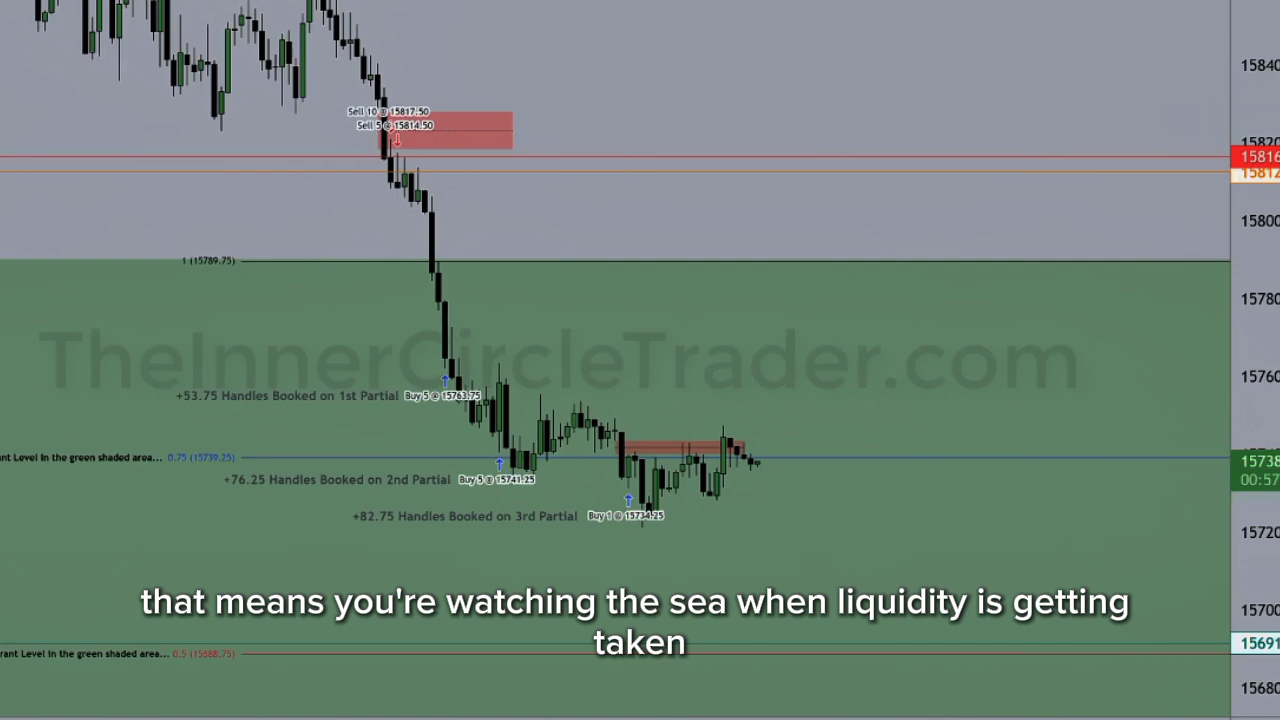 15840
Sell 10 @ 15817.50
Sell 5 @ 15814.50
15820
15816
15812
15800
1 (15789.75)
15780
TheInnerCircleTrader.com
15760
+53.75 Handles Booked on 1st Partial
Buy 5 @ 15763.75
ant Level in the green shaded area... 0.75 (15739.25)
15738
00:57
+76.25 Handles Booked on 2nd Partial
Buy 5 @ 15741.25
+82.75 Handles Booked on 3rd Partial
Buy 1 @ 15734.25
15720
that means you're watching the sea when liquidity is getting
taken
15700
15691
rant Level in the green shaded area... 0.5 (15688.75)
15680